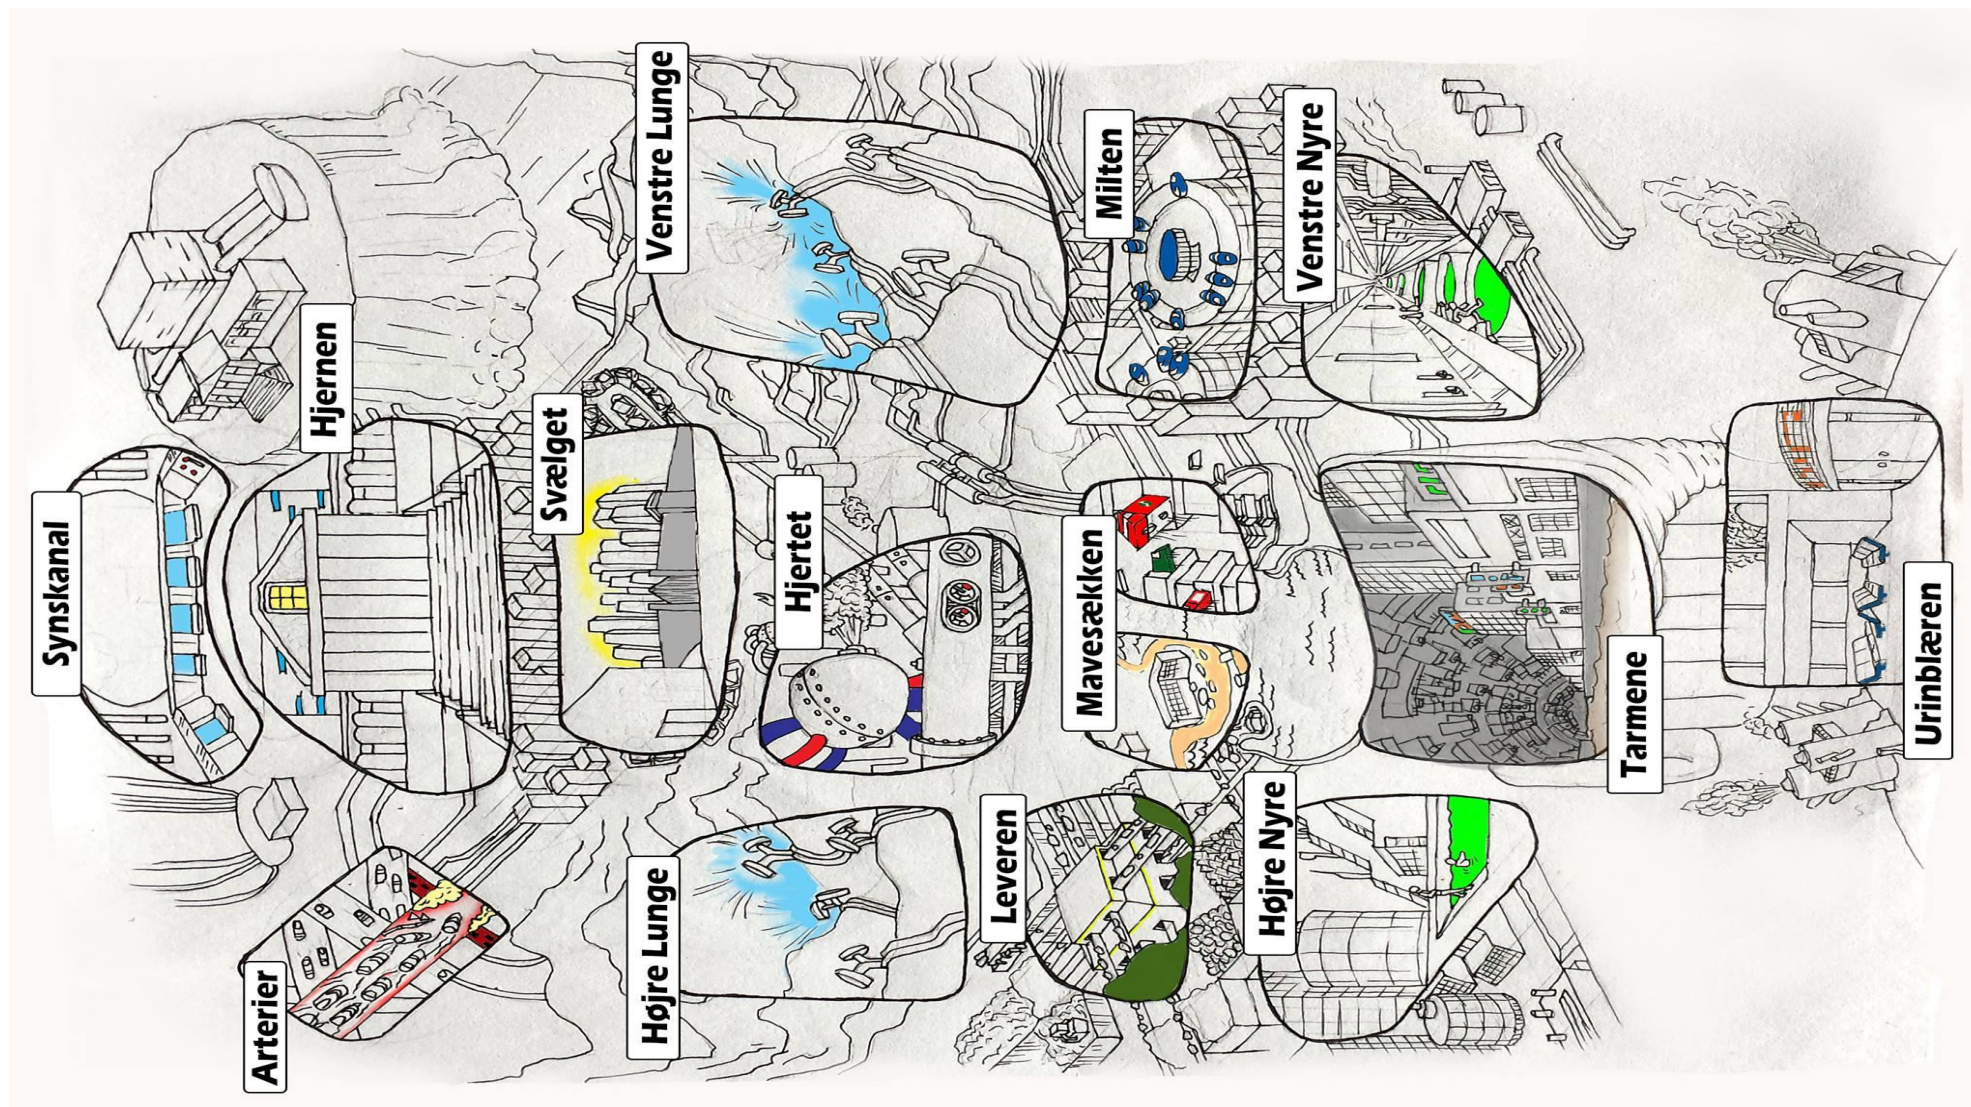 Synskanal
Hjernen
Arterier
Svælget
Venstre Lunge
Højre Lunge
Hjertet
Milten
Mavesækken
Leveren
Venstre Nyre
Højre Nyre
Tarmene
Urinblæren